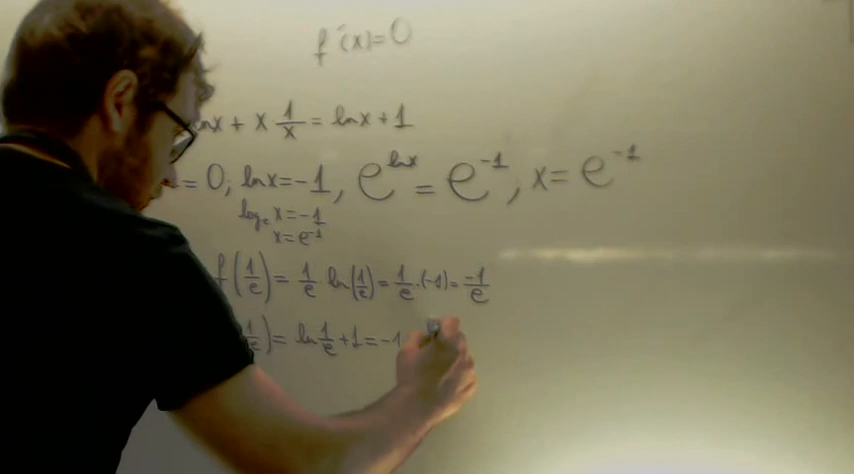 f'(x)=0
nx + x 1/x = lnx + 1
= 0; lnx = -1, e^lnx = e^-1, x = e^-1
log_e x = -1
x = e^-1
f(1/e) = 1/e ln(1/e) = 1/e·(-1) = -1/e
1/e) = ln 1/e + 1 = -1